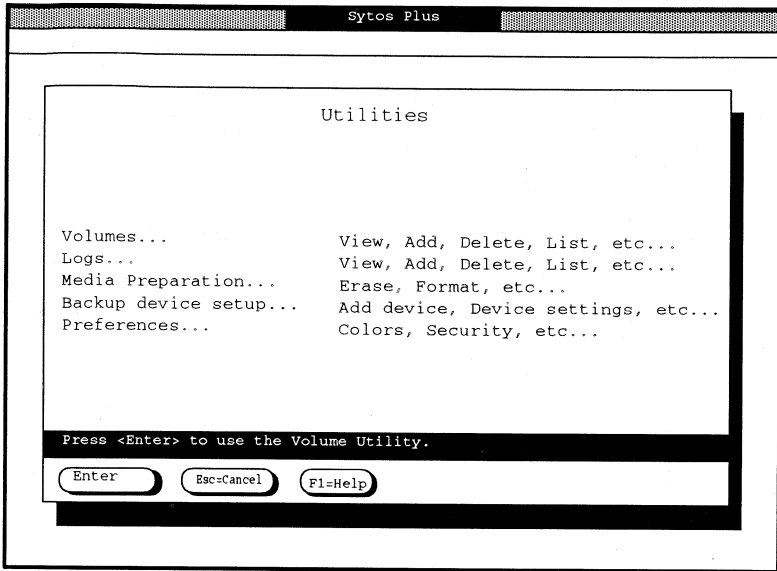 Sytos Plus
Utilities
Volumes... View, Add, Delete, List, etc...
Logs... View, Add, Delete, List, etc...
Media Preparation... Erase, Format, etc...
Backup device setup... Add device, Device settings, etc...
Preferences... Colors, Security, etc...
Press <Enter> to use the Volume Utility.
Enter Esc=Cancel F1=Help